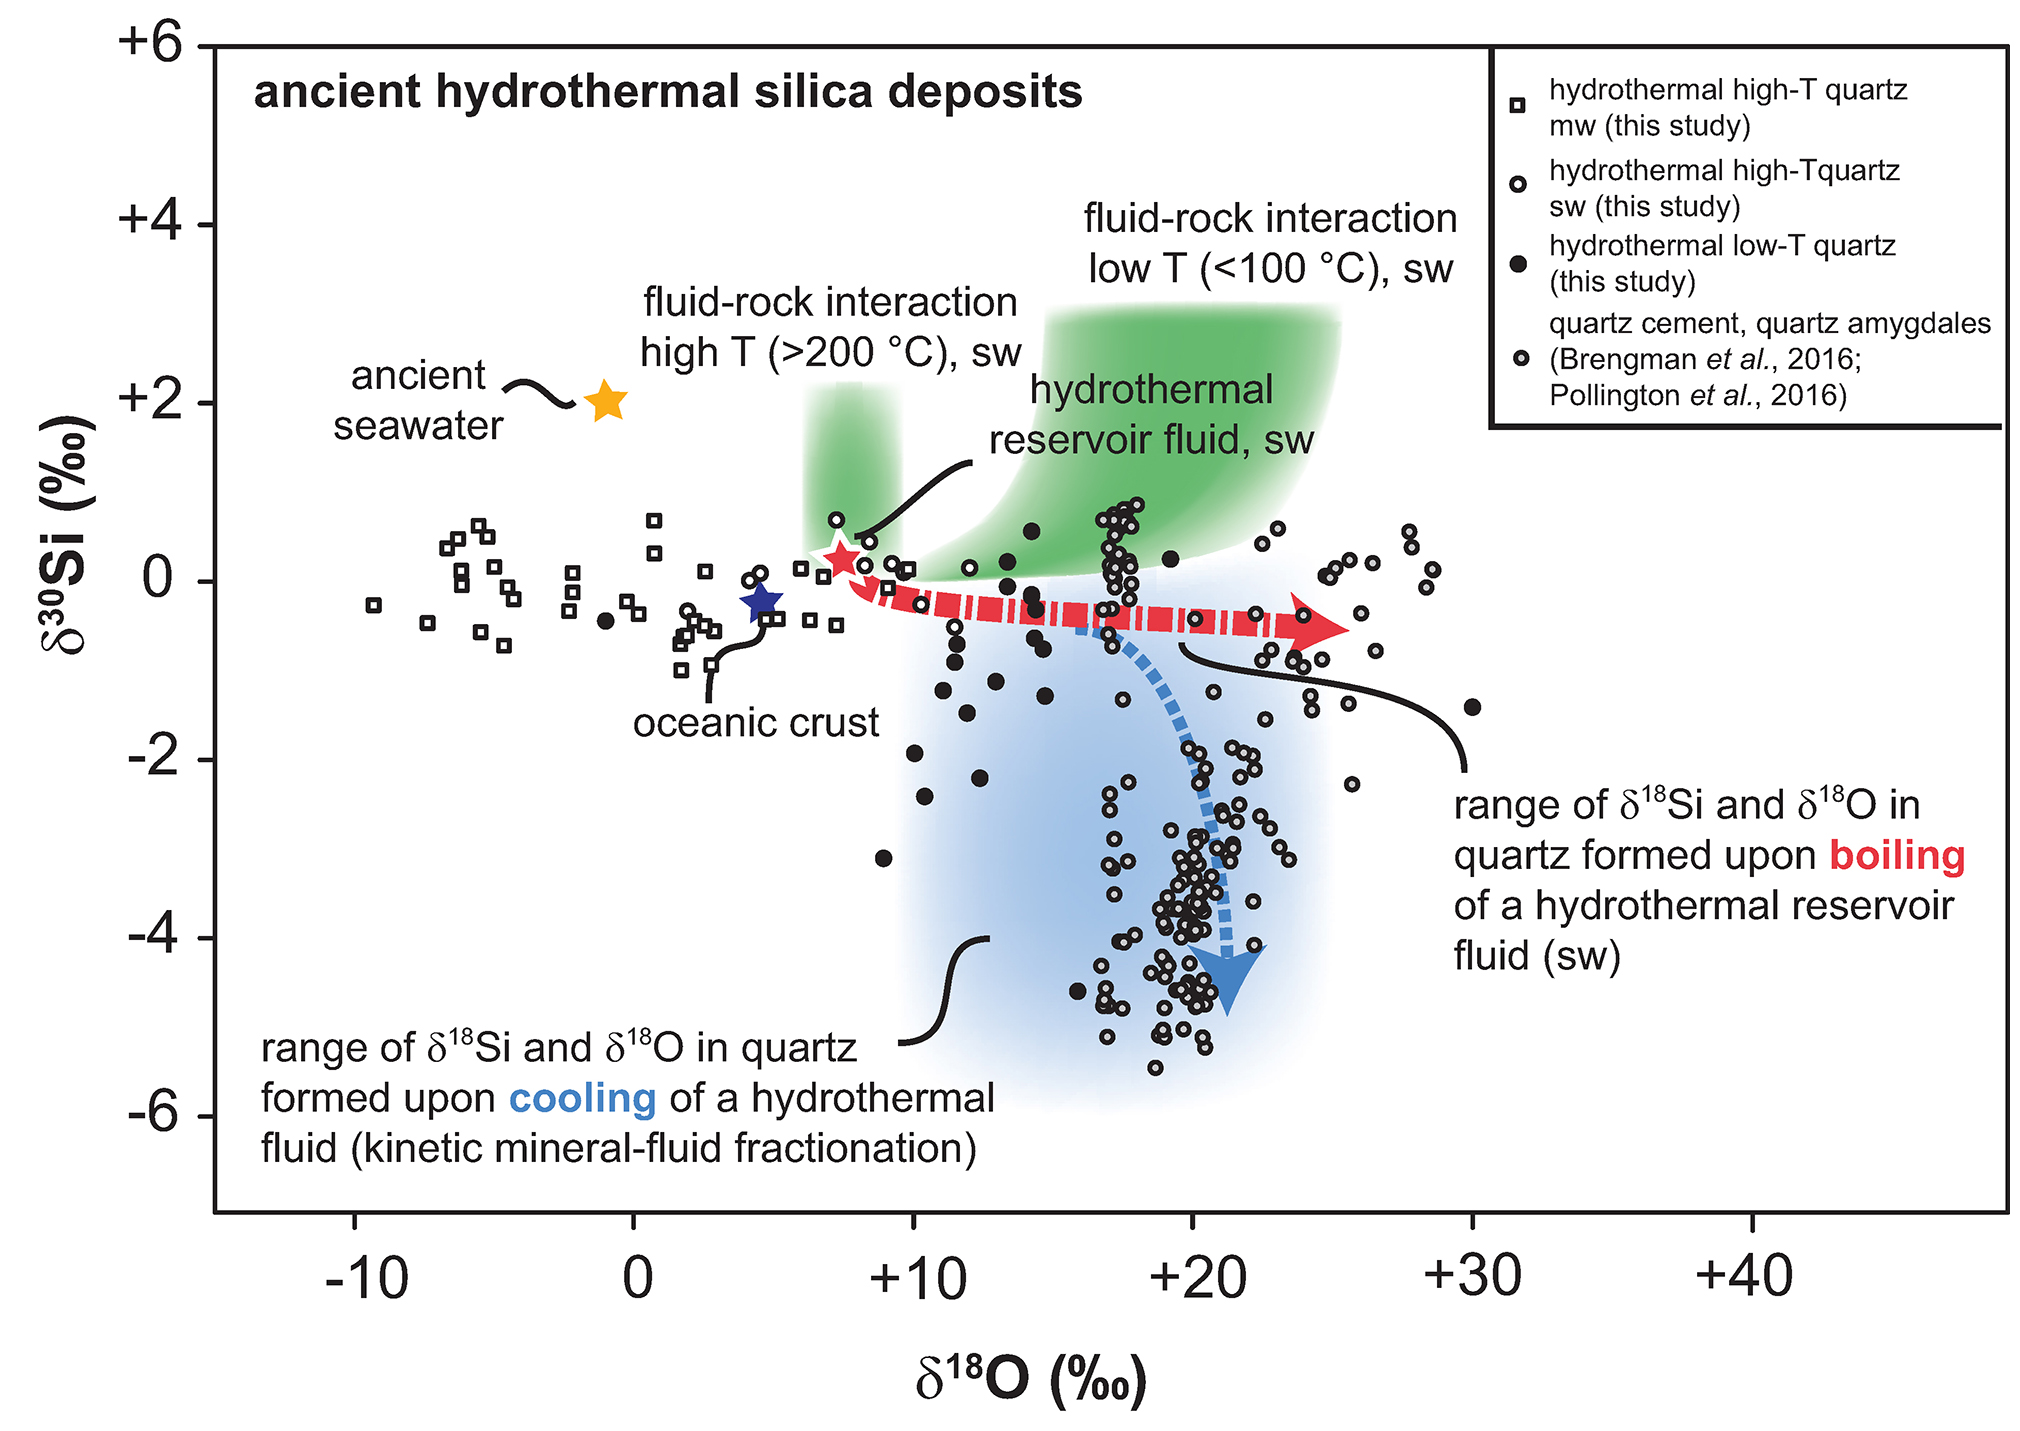 ancient hydrothermal silica deposits
hydrothermal high-T quartz
mw (this study)
hydrothermal high-Tquartz
sw (this study)
hydrothermal low-T quartz
(this study)
quartz cement, quartz amygdales
(Brengman et al., 2016;
Pollington et al., 2016)
fluid-rock interaction
low T (<100 °C), sw
fluid-rock interaction
high T (>200 °C), sw
ancient
seawater
hydrothermal
reservoir fluid, sw
oceanic crust
range of δ¹⁸Si and δ¹⁸O in
quartz formed upon boiling
of a hydrothermal reservoir
fluid (sw)
range of δ¹⁸Si and δ¹⁸O in quartz
formed upon cooling of a hydrothermal
fluid (kinetic mineral-fluid fractionation)
δ³⁰Si (‰)
+6
+4
+2
0
-2
-4
-6
-10
0
+10
+20
+30
+40
δ¹⁸O (‰)